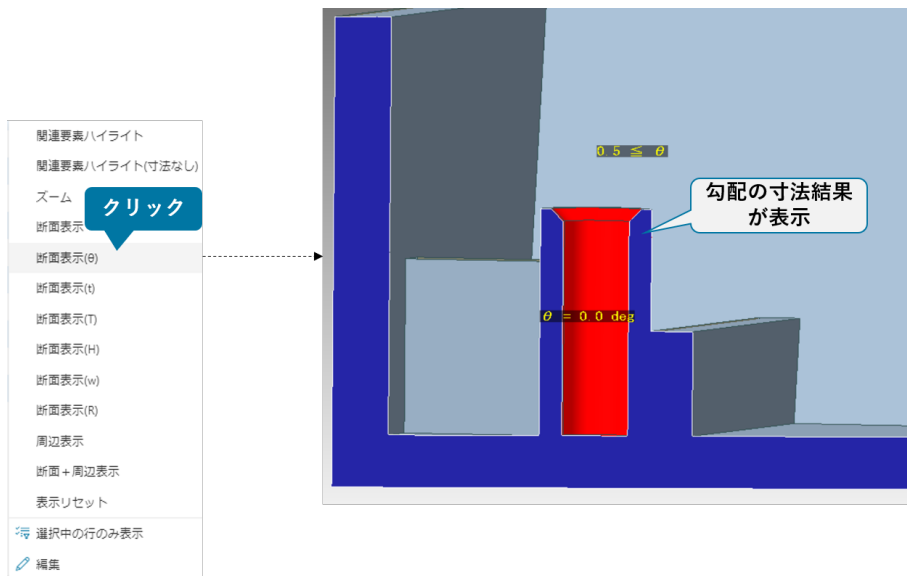 関連要素ハイライト
関連要素ハイライト(寸法なし)
ズーム
クリック
断面表示
断面表示(θ)
断面表示(t)
断面表示(T)
断面表示(H)
断面表示(w)
断面表示(R)
周辺表示
断面+周辺表示
表示リセット
選択中の行のみ表示
編集
0.5 ≦ θ
勾配の寸法結果
が表示
θ = 0.0 deg